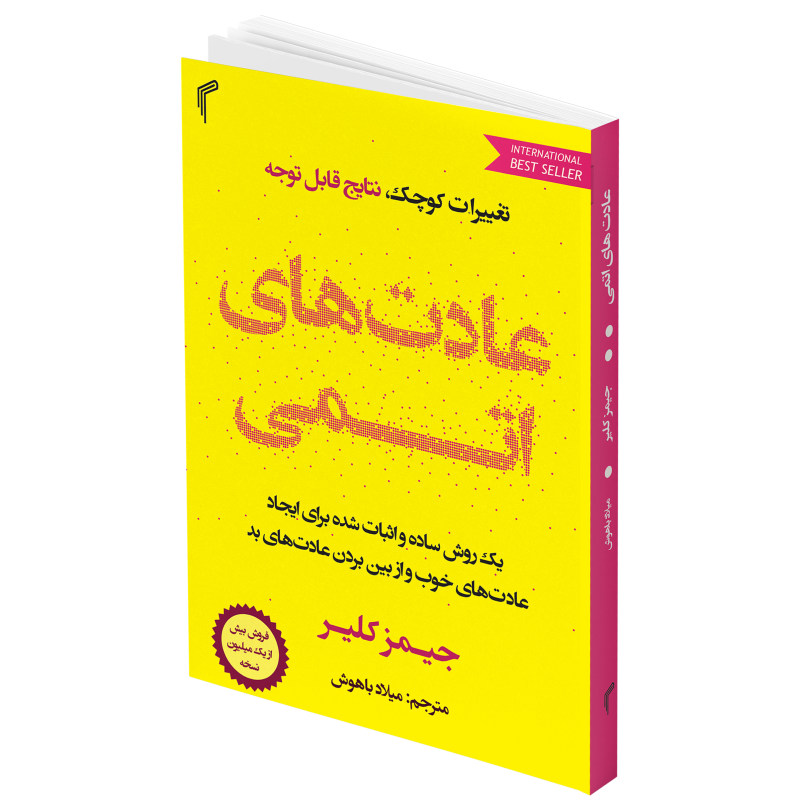 INTERNATIONAL
BEST SELLER
تغییرات کوچک، نتایج قابل توجه
عادت‌های
اتمی
یک روش ساده و اثبات شده برای ایجاد
عادت‌های خوب و از بین بردن عادت‌های بد
جیمز کلیر
مترجم: میلاد باهوش
فروش بیش
از یک میلیون
نسخه
عادت های اتمی
جیمز کلیر
میلاد باهوش